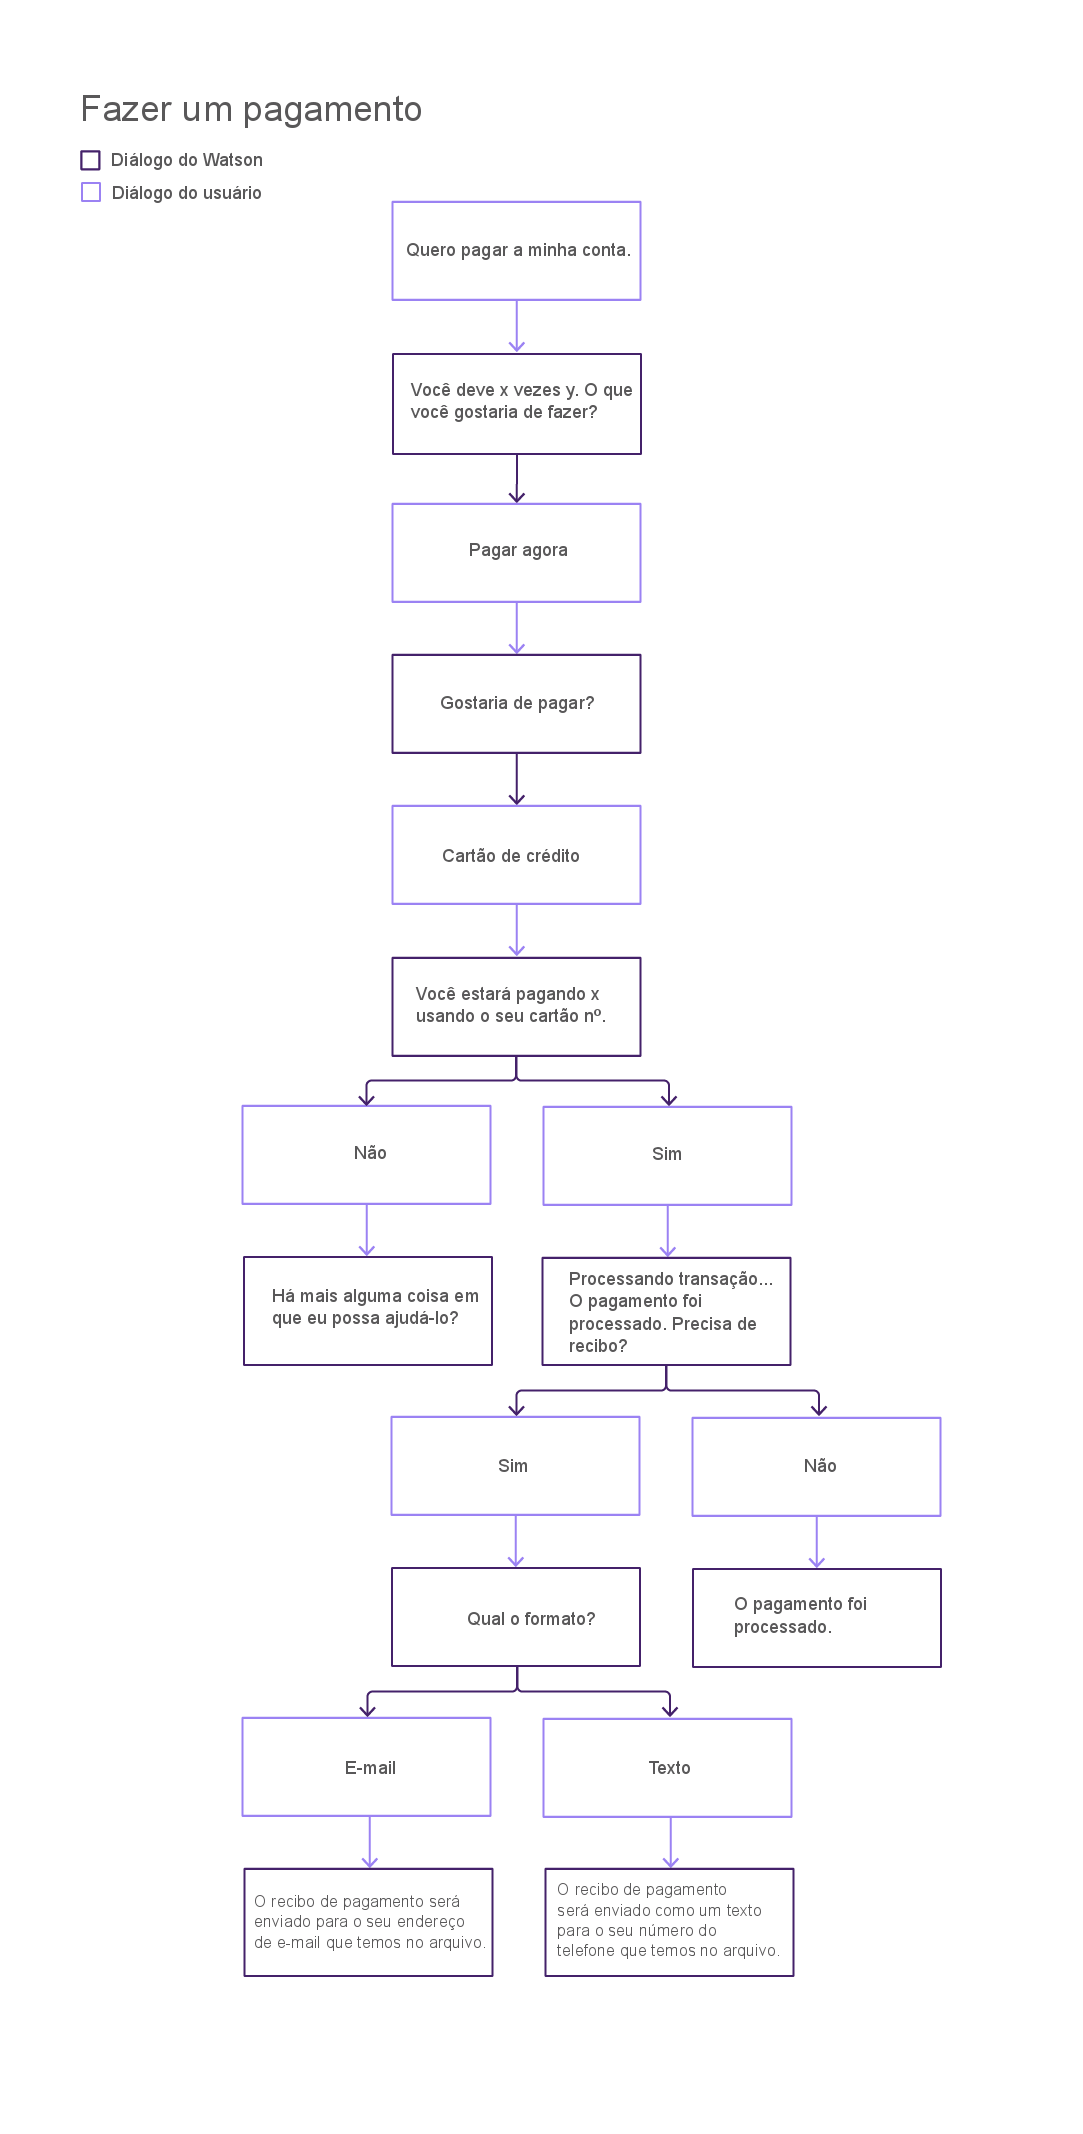 Fazer um pagamento
Diálogo do Watson
Diálogo do usuário
Quero pagar a minha conta.
Você deve x vezes y. O que
você gostaria de fazer?
Pagar agora
Gostaria de pagar?
Cartão de crédito
Você estará pagando x
usando o seu cartão nº.
Não
Sim
Há mais alguma coisa em
que eu possa ajudá-lo?
Processando transação...
O pagamento foi
processado. Precisa de
recibo?
Sim
Não
Qual o formato?
O pagamento foi
processado.
E-mail
Texto
O recibo de pagamento será
enviado para o seu endereço
de e-mail que temos no arquivo.
O recibo de pagamento
será enviado como um texto
para o seu número do
telefone que temos no arquivo.